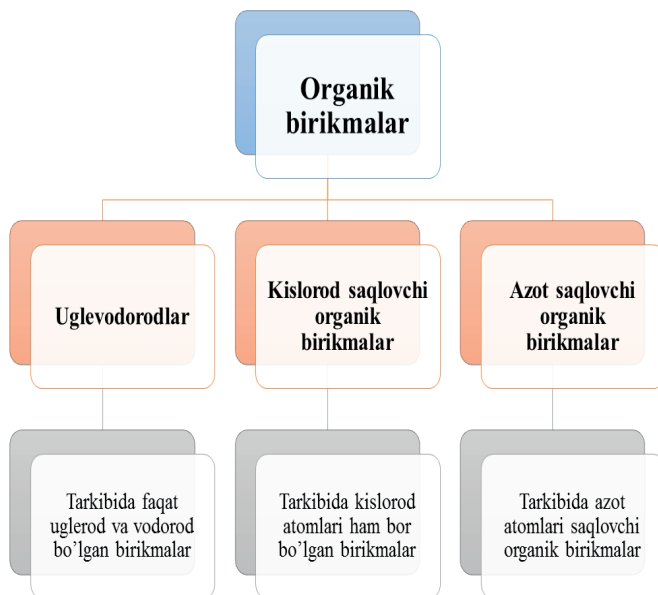 Organik
birikmalar
Uglevodorodlar
Kislorod saqlovchi
organik
birikmalar
Azot saqlovchi
organik
birikmalar
Tarkibida faqat
uglerod va vodorod
bo’lgan birikmalar
Tarkibida kislorod
atomlari ham bor
bo’lgan birikmalar
Tarkibida azot
atomlari saqlovchi
organik birikmalar